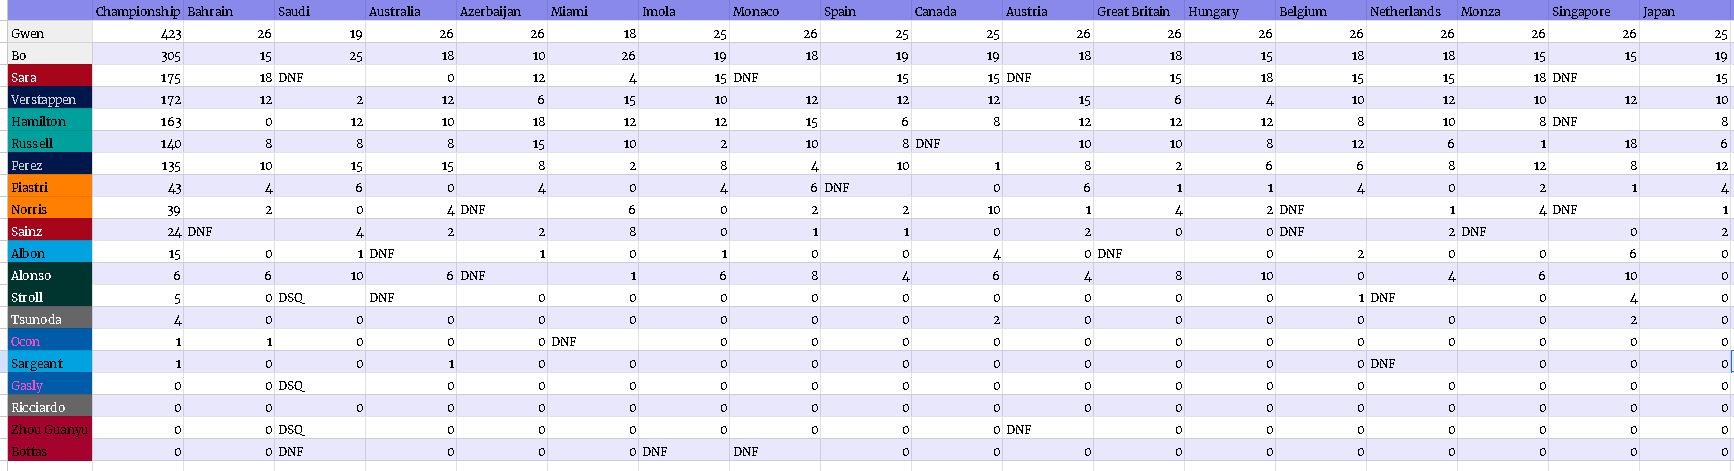 Championship Bahrain Saudi Australia Azerbaijan Miami Imola Monaco Spain Canada Austria Great Britain Hungary Belgium Netherlands Monza Singapore Japan
Gwen 423 26 19 26 26 18 26 26 25 25 26 26 26 26 26 26 26 25
Bo 305 15 25 18 10 26 19 18 19 19 18 18 15 18 18 15 15 19
Sara 175 18 DNF 0 12 4 15 DNF 15 15 DNF 15 18 15 15 18 DNF 15
Verstappen 172 12 2 12 6 15 10 12 12 12 15 6 4 10 12 10 12 10
Hamilton 163 0 12 10 18 12 12 15 6 8 12 12 12 8 10 8 DNF 8
Russell 140 8 8 8 15 10 2 10 8 DNF 10 10 8 12 6 1 18 6
Perez 135 10 15 15 8 2 8 4 10 1 8 2 6 6 8 12 8 12
Piastri 43 4 6 0 4 0 4 6 DNF 0 6 1 1 4 0 2 1 4
Norris 39 2 0 4 DNF 6 0 2 2 10 1 4 2 DNF 1 4 DNF 1
Sainz 24 DNF 4 2 2 8 0 1 1 0 2 0 0 DNF 2 DNF 0 2
Albon 15 0 1 DNF 1 0 1 0 0 4 0 DNF 0 2 0 0 6 0
Alonso 6 6 10 6 DNF 1 6 8 4 6 4 8 10 0 4 6 10 0
Stroll 5 0 DSQ DNF 0 0 0 0 0 0 0 0 0 1 DNF 0 4 0
Tsunoda 4 0 0 0 0 0 0 0 0 2 0 0 0 0 0 0 2 0
Ocon 1 1 0 0 0 DNF 0 0 0 0 0 0 0 0 0 0 0 0
Sargeant 1 0 0 1 0 0 0 0 0 0 0 0 0 0 DNF 0 0 0
Gasly 0 0 DSQ 0 0 0 0 0 0 0 0 0 0 0 0 0 0 0
Ricciardo 0 0 0 0 0 0 0 0 0 0 0 0 0 0 0 0 0 0
Zhou Guanyu 0 0 DSQ 0 0 0 0 0 0 0 DNF 0 0 0 0 0 0 0
Bottas 0 0 DNF 0 0 0 DNF DNF 0 0 0 0 0 0 0 0 0 0